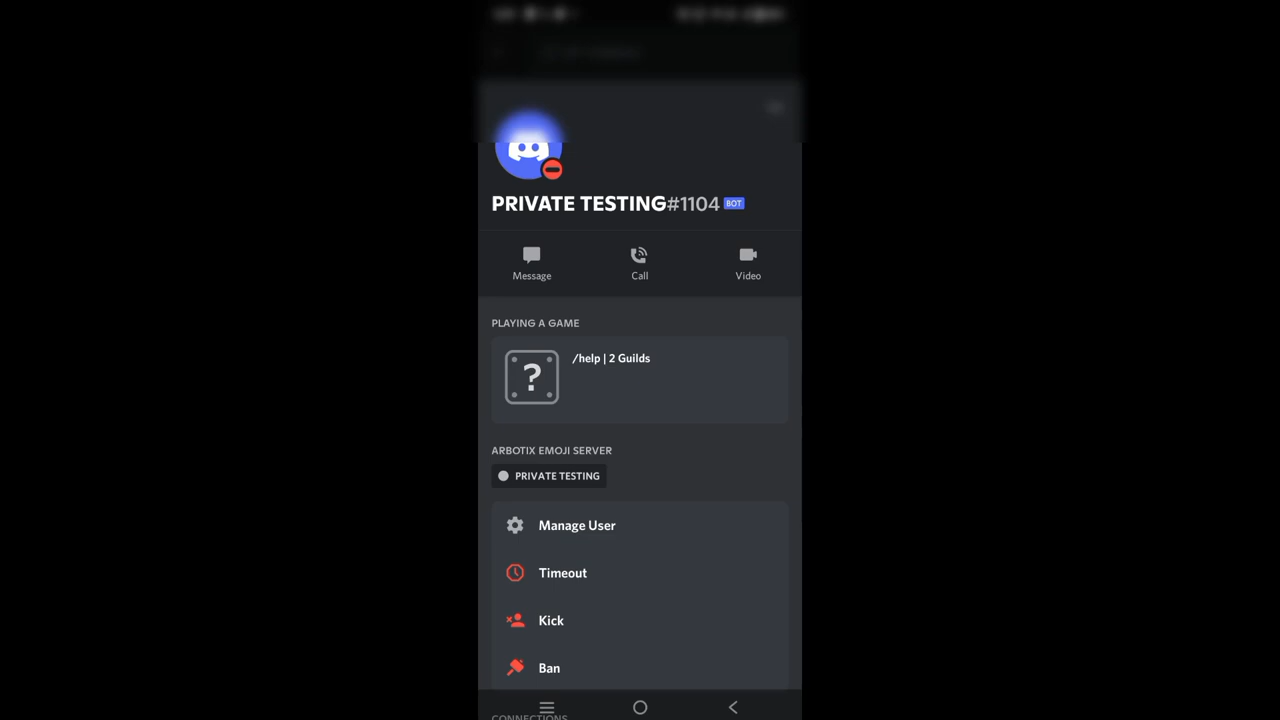 PRIVATE TESTING#1104 BOT
Message Call Video
PLAYING A GAME
?
/help | 2 Guilds
ARBOTIX EMOJI SERVER
PRIVATE TESTING
Manage User
Timeout
Kick
Ban
CONNECTIONS